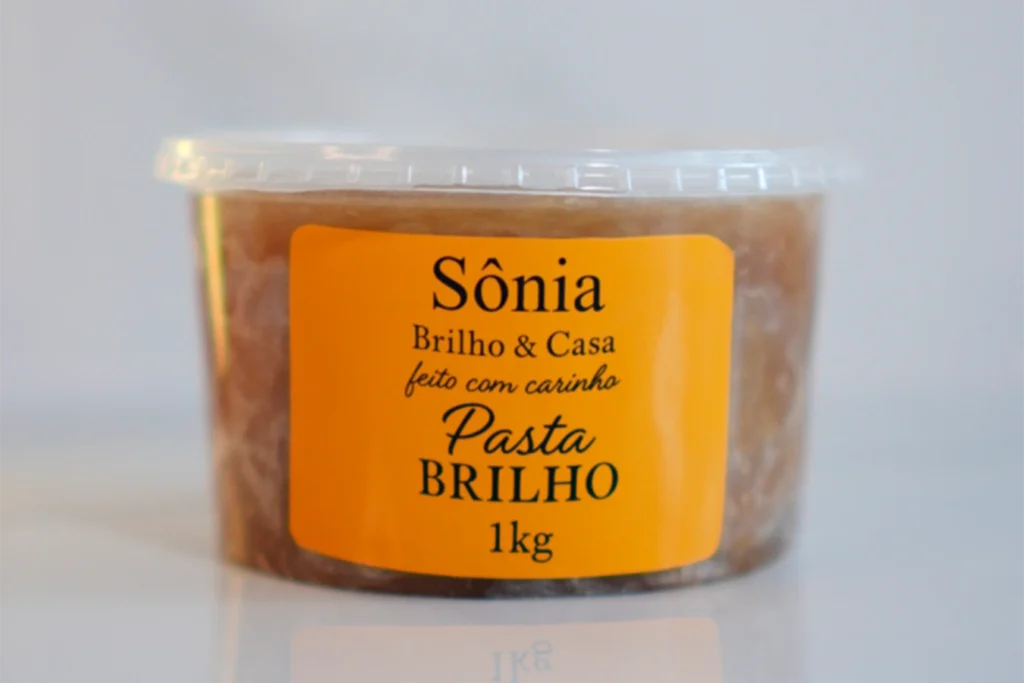 Sônia
Brilho & Casa
feito com carinho
Pasta
BRILHO
1kg